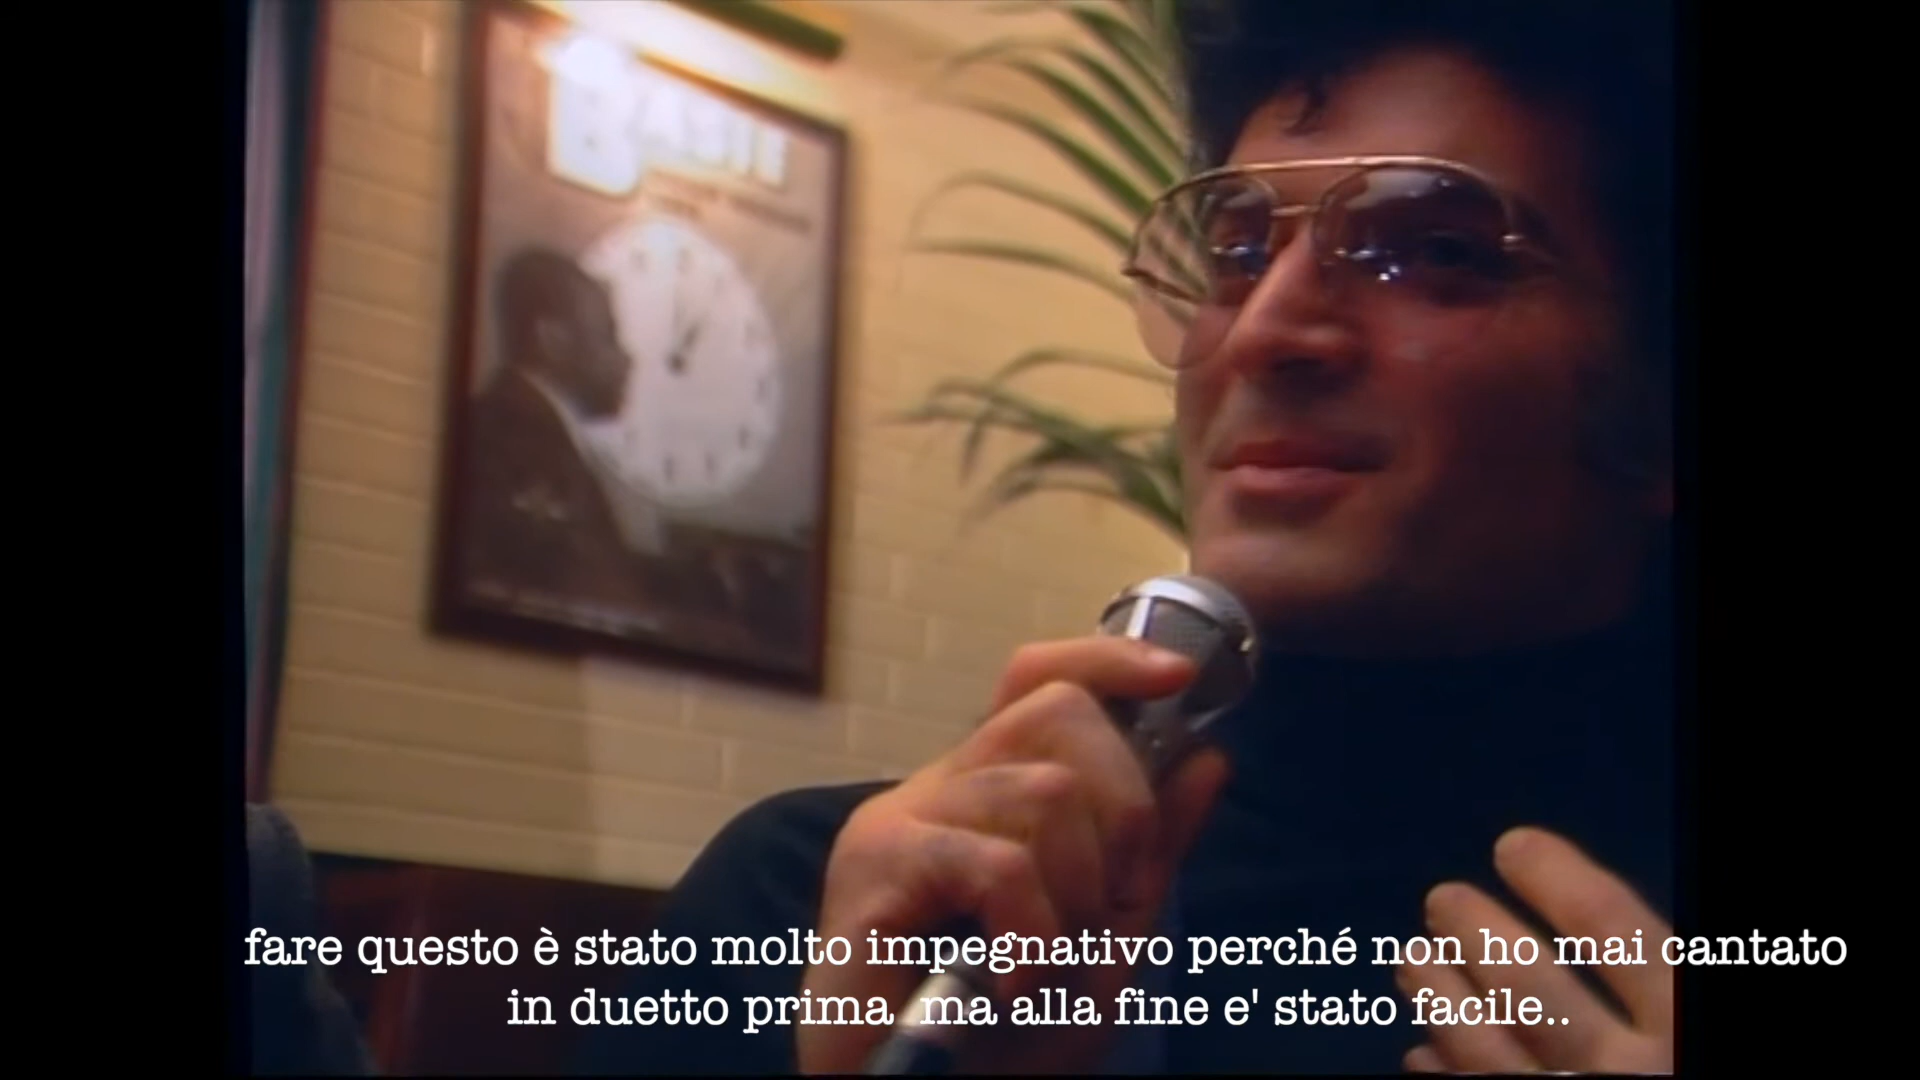 fare questo è stato molto impegnativo perché non ho mai cantato
in duetto prima  ma alla fine e' stato facile..